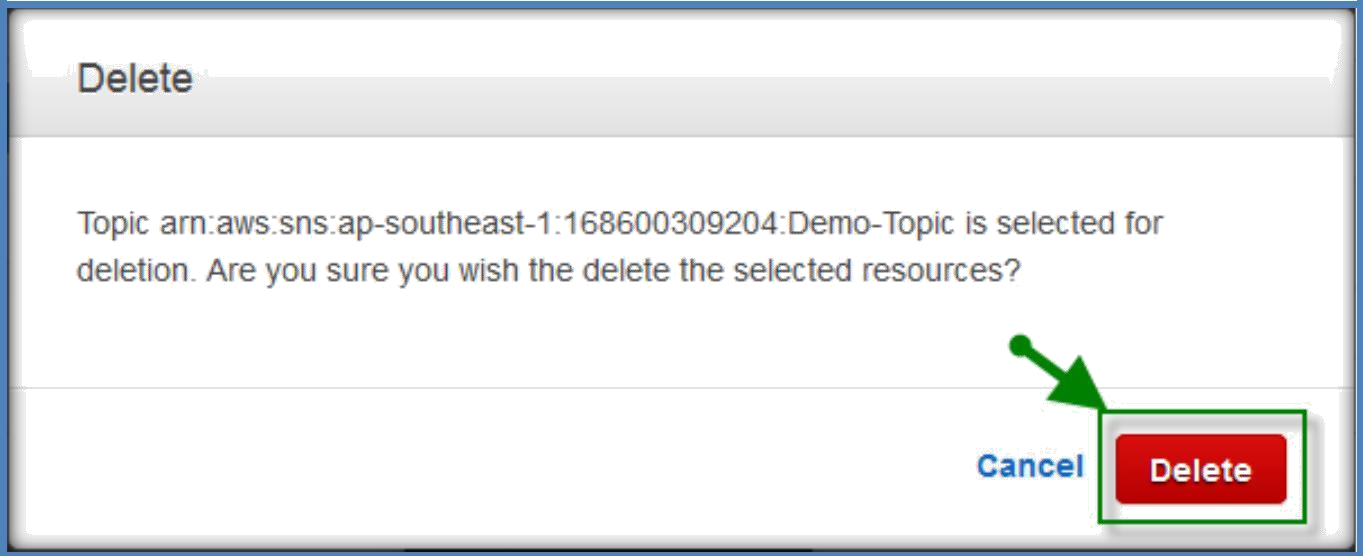 Delete
Topic arn:aws:sns:ap-southeast-1:168600309204:Demo-Topic is selected for
deletion. Are you sure you wish the delete the selected resources?
Cancel Delete